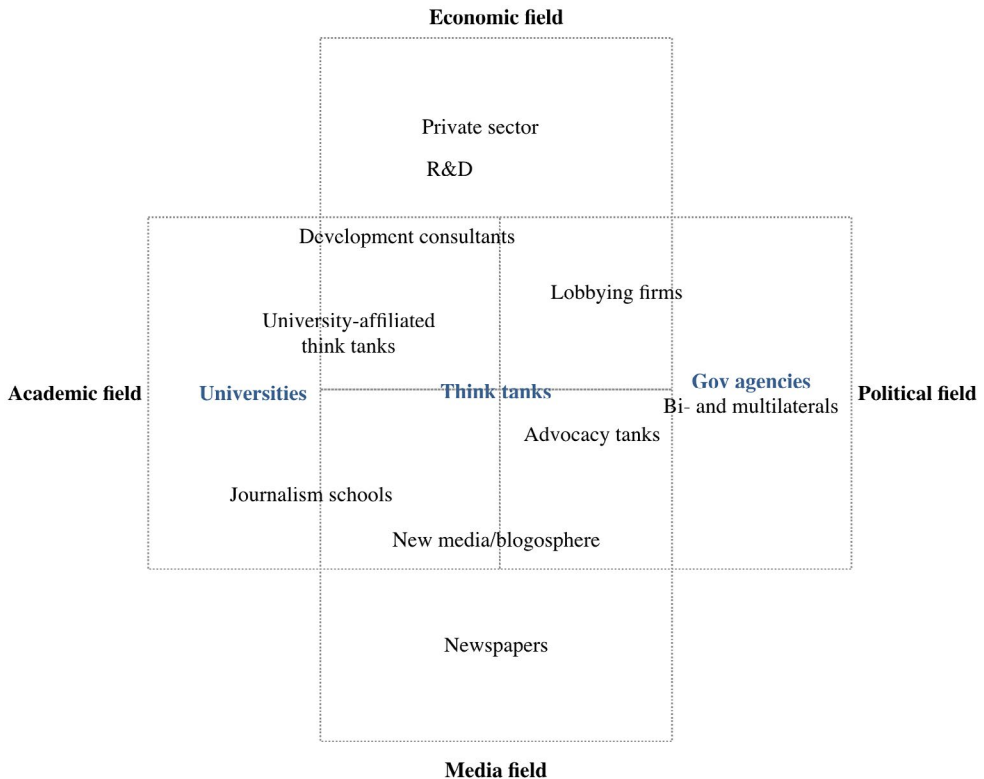 Economic field
Private sector
R&D
Development consultants
Lobbying firms
University-affiliated
think tanks
Academic field
Universities
Think tanks
Gov agencies
Bi- and multilaterals
Political field
Advocacy tanks
Journalism schools
New media/blogosphere
Newspapers
Media field